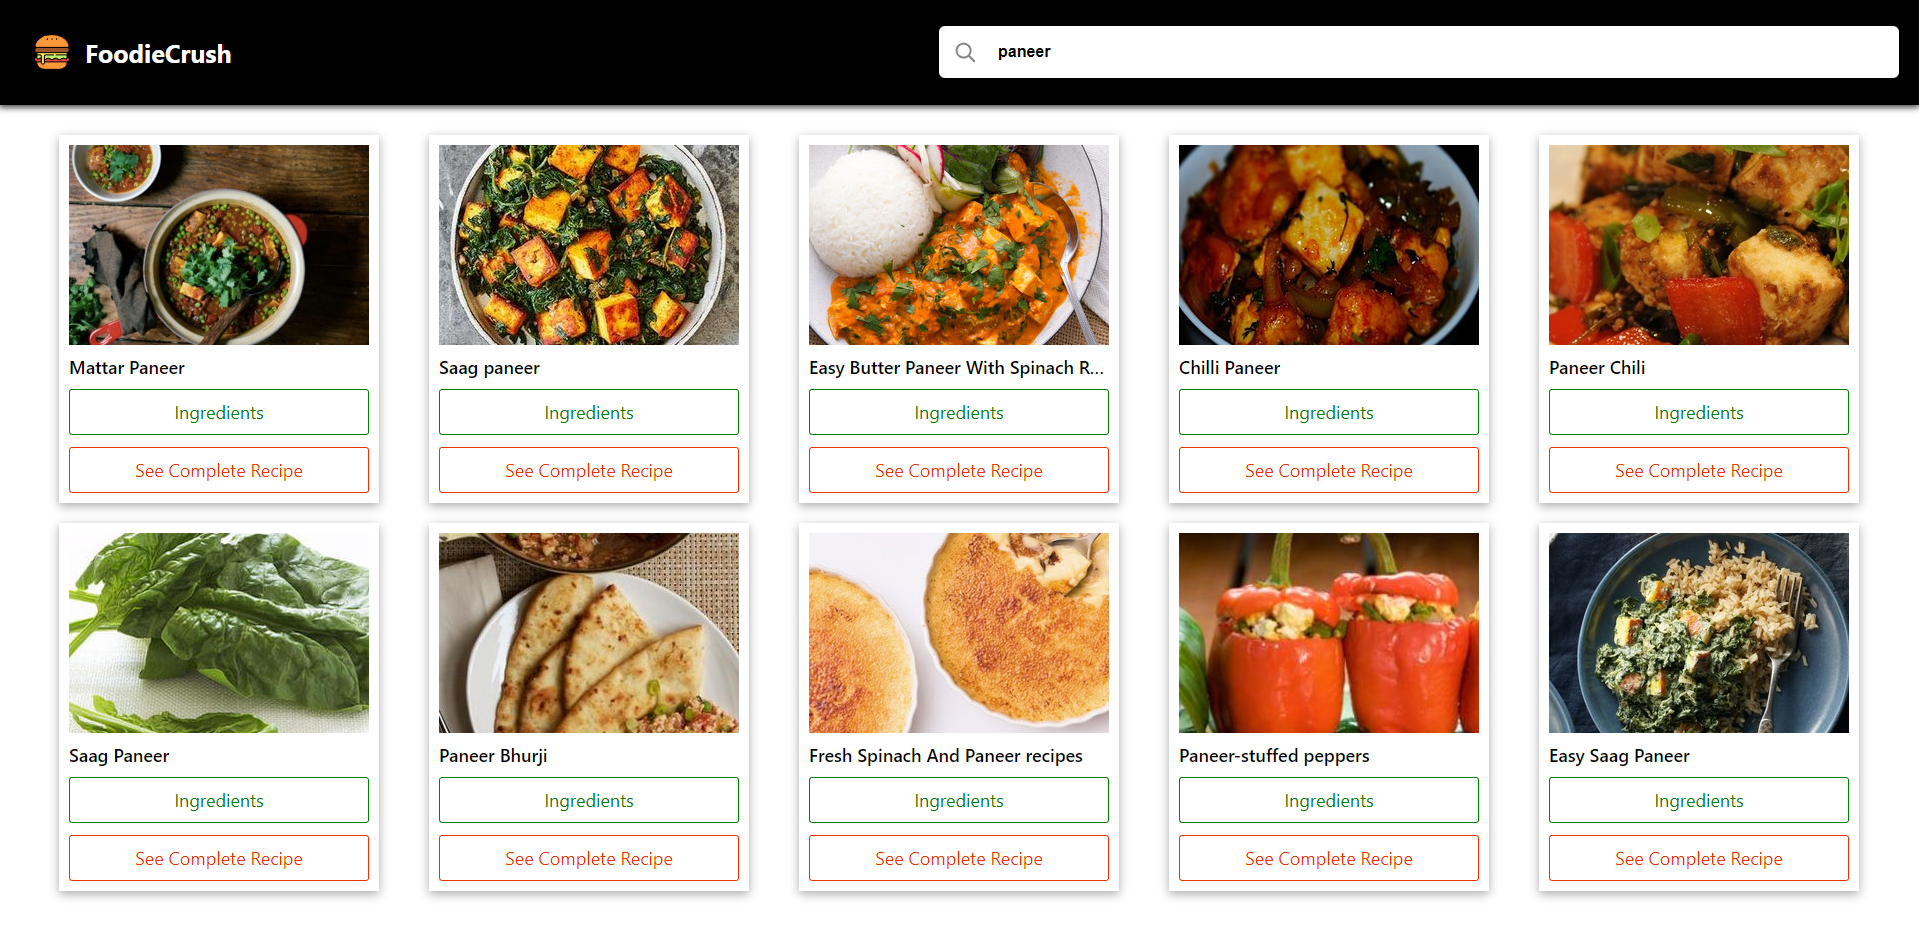 FoodieCrush
paneer
Mattar Paneer
Ingredients
See Complete Recipe
Saag paneer
Ingredients
See Complete Recipe
Easy Butter Paneer With Spinach R...
Ingredients
See Complete Recipe
Chilli Paneer
Ingredients
See Complete Recipe
Paneer Chili
Ingredients
See Complete Recipe
Saag Paneer
Ingredients
See Complete Recipe
Paneer Bhurji
Ingredients
See Complete Recipe
Fresh Spinach And Paneer recipes
Ingredients
See Complete Recipe
Paneer-stuffed peppers
Ingredients
See Complete Recipe
Easy Saag Paneer
Ingredients
See Complete Recipe